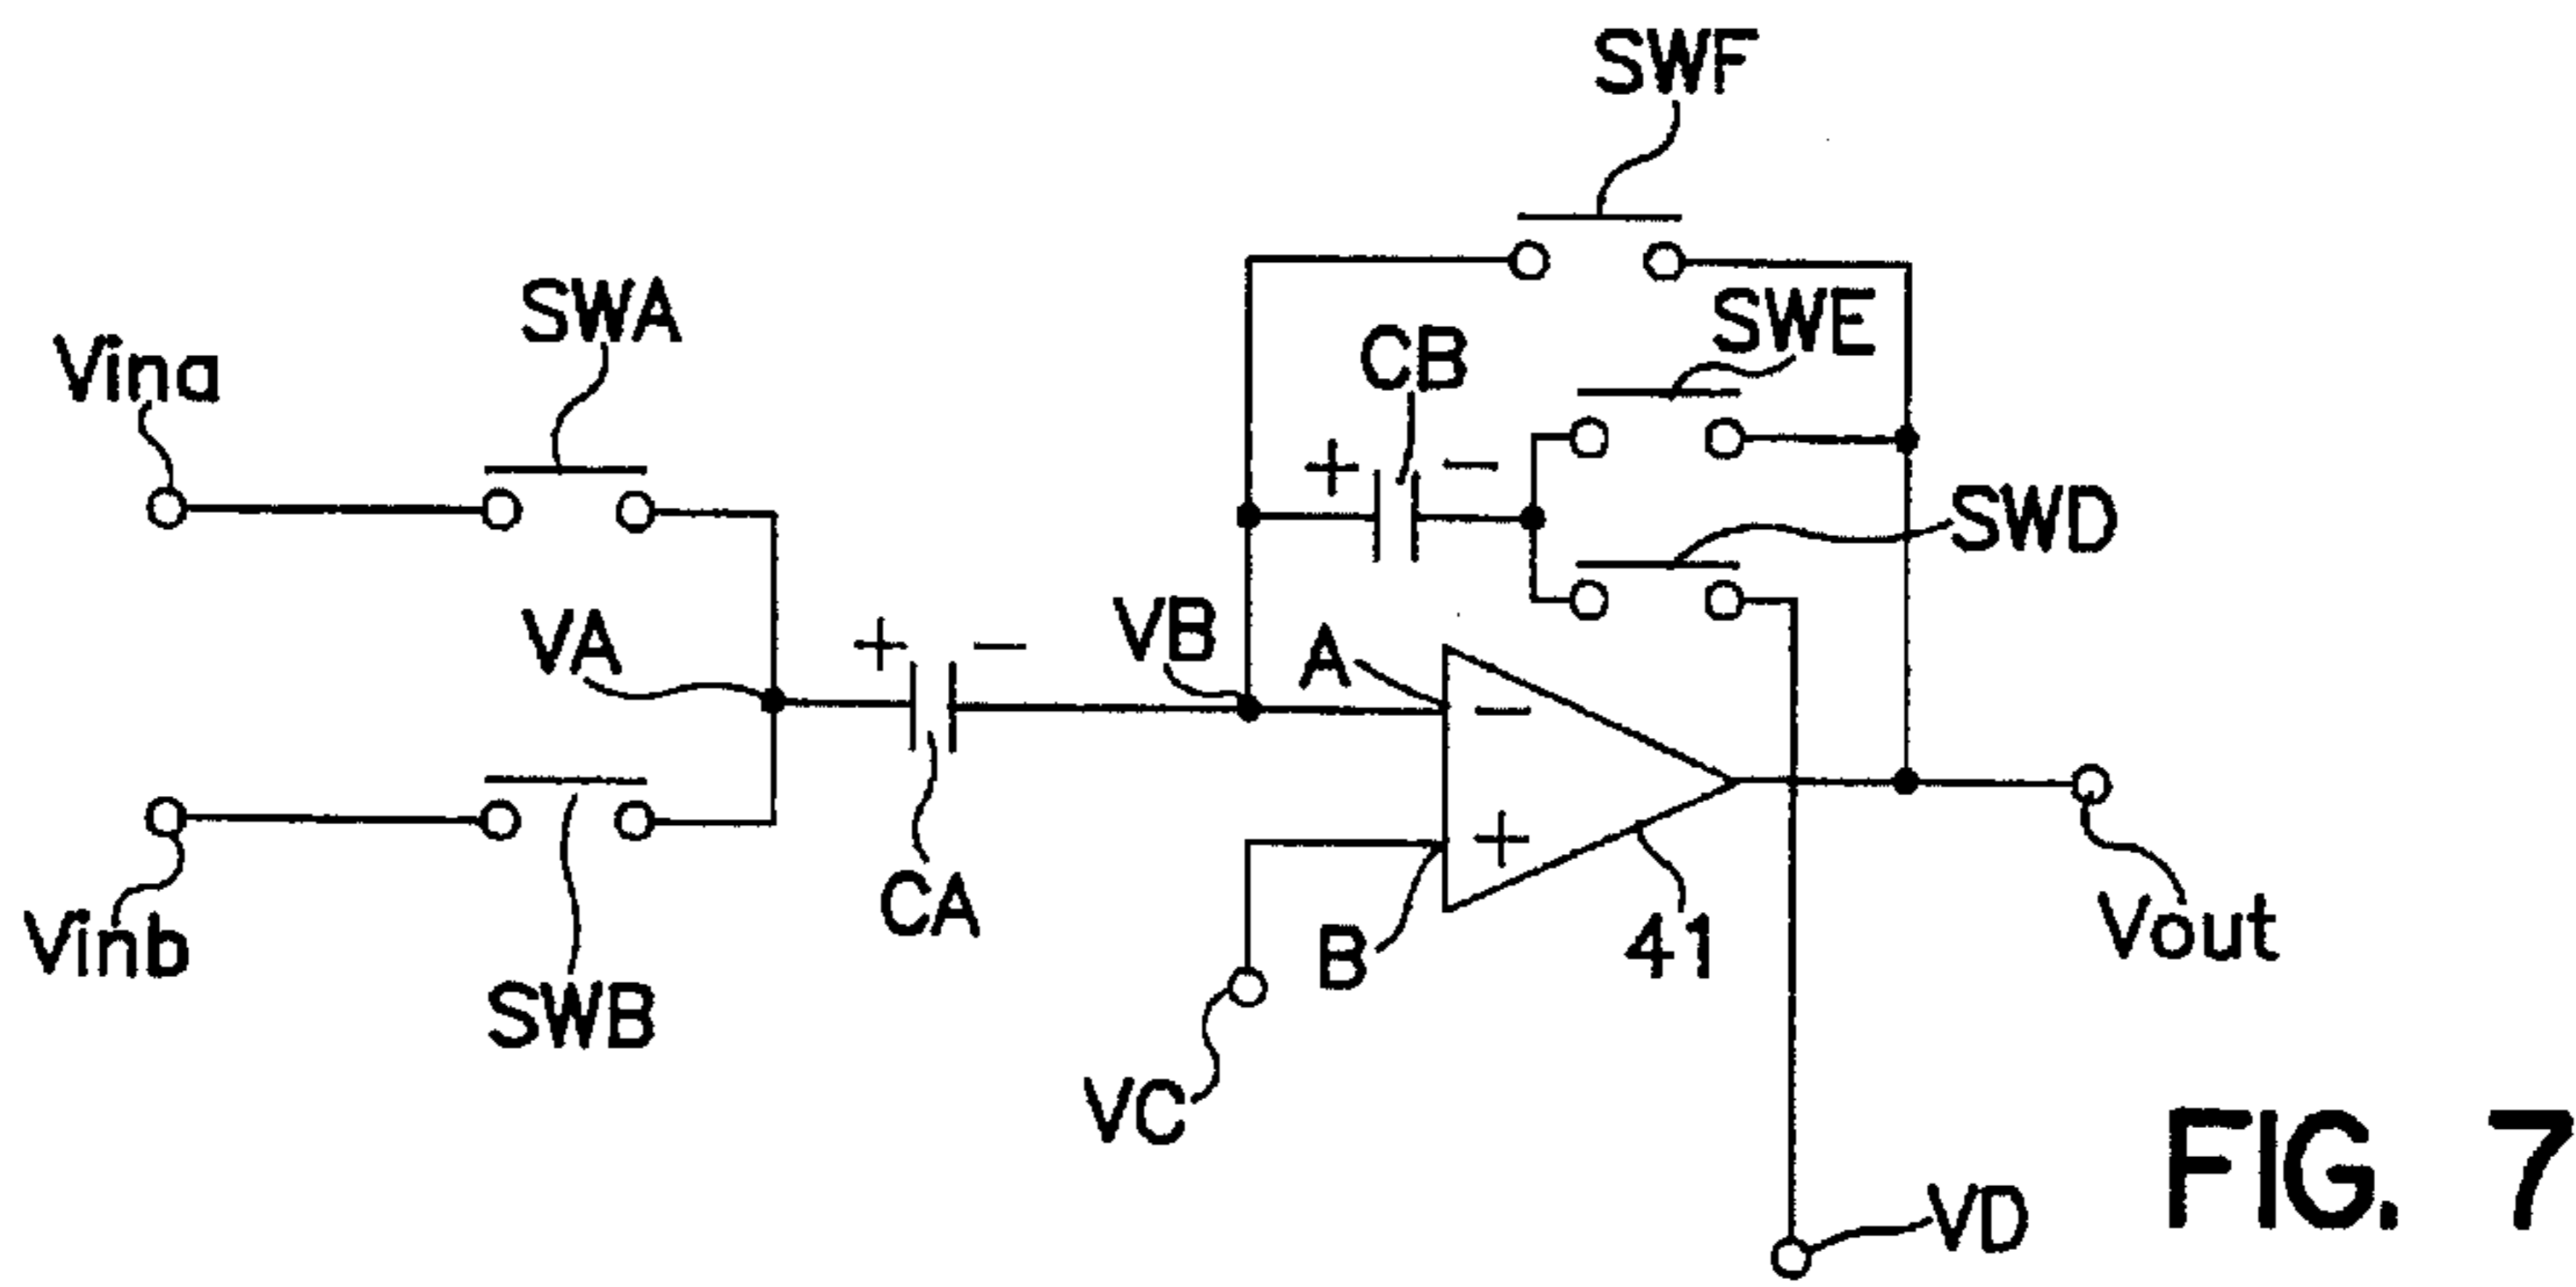 SWF
SWA
SWE
Vina
CB
+ -
SWD
VA
+ -
VB
A
-
CA
+
B
41
Vinb
SWB
Vout
VC
VD
FIG. 7